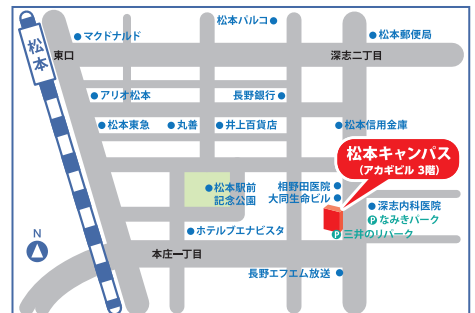 松本パルコ
マクドナルド
松本郵便局
松本
東口
深志二丁目
アリオ松本
長野銀行
松本東急
丸善
井上百貨店
松本信用金庫
松本キャンパス
(アカギビル 3階)
松本駅前
記念公園
相野田医院
大同生命ビル
深志内科医院
P なみきパーク
P 三井のリパーク
ホテルブエナビスタ
N
本庄一丁目
長野エフエム放送